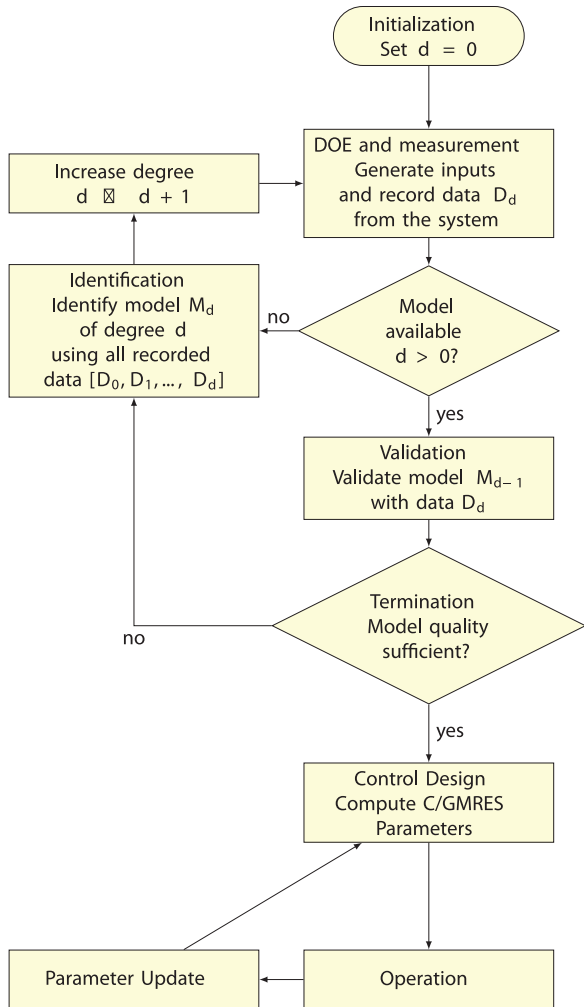 Initialization
Set d = 0
DOE and measurement
Generate inputs
and record data D_d
from the system
Increase degree
d ☒ d + 1
Identification
Identify model M_d
of degree d
using all recorded
data [D_0, D_1, ..., D_d]
no
Model
available
d > 0?
yes
Validation
Validate model M_{d-1}
with data D_d
Termination
Model quality
sufficient?
no
yes
Control Design
Compute C/GMRES
Parameters
Parameter Update
Operation